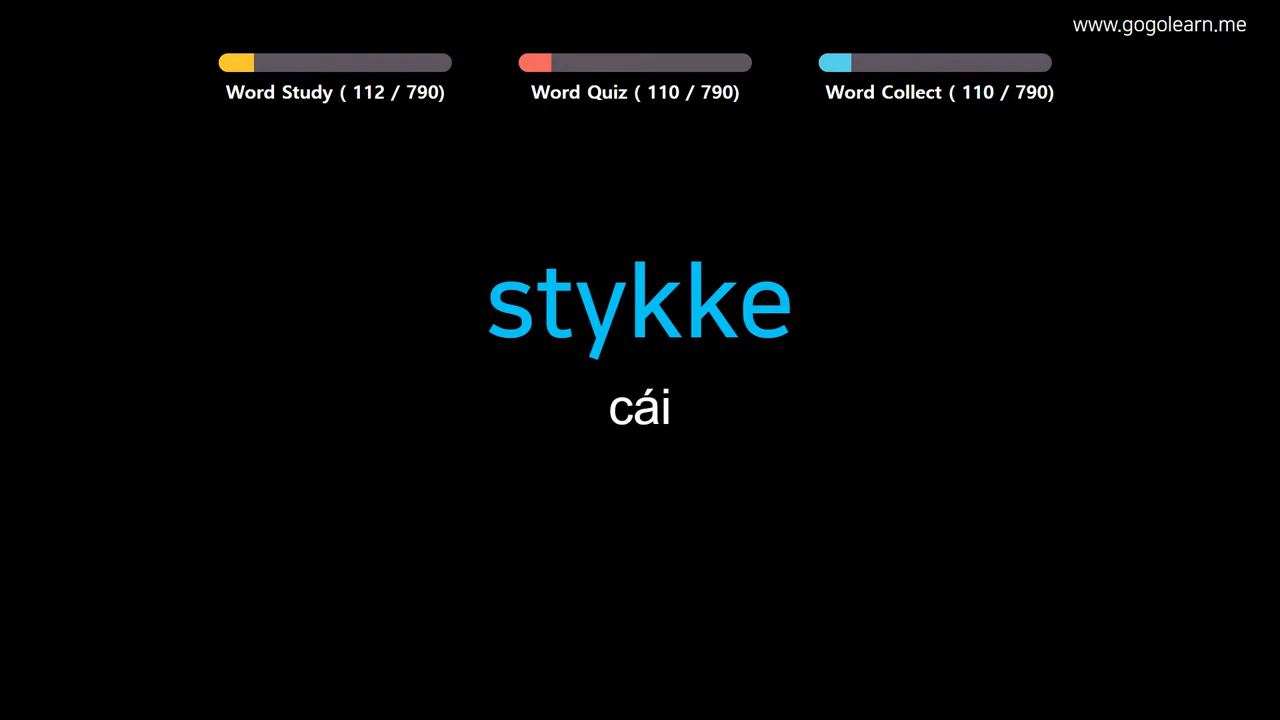 www.gogolearn.me
Word Study ( 112 / 790)
Word Quiz ( 110 / 790)
Word Collect ( 110 / 790)
stykke
cái